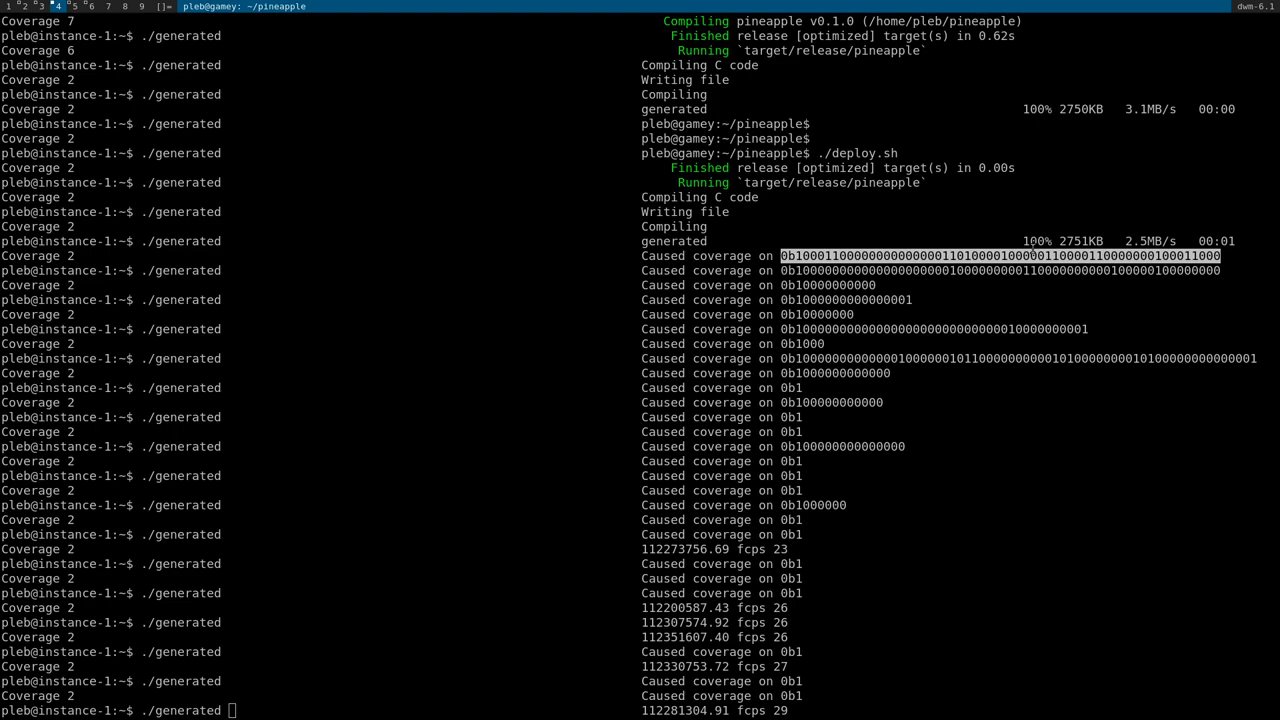 1 2 3 4 5 6 7 8 9 []= pleb@gamey: ~/pineapple dwm-6.1
Coverage 7
pleb@instance-1:~$ ./generated
Coverage 6
pleb@instance-1:~$ ./generated
Coverage 2
pleb@instance-1:~$ ./generated
Coverage 2
pleb@instance-1:~$ ./generated
Coverage 2
pleb@instance-1:~$ ./generated
Coverage 2
pleb@instance-1:~$ ./generated
Coverage 2
pleb@instance-1:~$ ./generated
Coverage 2
pleb@instance-1:~$ ./generated
Coverage 2
pleb@instance-1:~$ ./generated
Coverage 2
pleb@instance-1:~$ ./generated
Coverage 2
pleb@instance-1:~$ ./generated
Coverage 2
pleb@instance-1:~$ ./generated
Coverage 2
pleb@instance-1:~$ ./generated
Coverage 2
pleb@instance-1:~$ ./generated
Coverage 2
pleb@instance-1:~$ ./generated
Coverage 2
pleb@instance-1:~$ ./generated
Coverage 2
pleb@instance-1:~$ ./generated
Coverage 2
pleb@instance-1:~$ ./generated
Coverage 2
pleb@instance-1:~$ ./generated
Coverage 2
pleb@instance-1:~$ ./generated
Coverage 2
pleb@instance-1:~$ ./generated
Coverage 2
pleb@instance-1:~$ ./generated
Coverage 2
pleb@instance-1:~$ ./generated
Coverage 2
pleb@instance-1:~$ ./generated
Compiling pineapple v0.1.0 (/home/pleb/pineapple)
Finished release [optimized] target(s) in 0.62s
Running `target/release/pineapple`
Compiling C code
Writing file
Compiling
generated 100% 2750KB 3.1MB/s 00:00
pleb@gamey:~/pineapple$
pleb@gamey:~/pineapple$
pleb@gamey:~/pineapple$ ./deploy.sh
Finished release [optimized] target(s) in 0.00s
Running `target/release/pineapple`
Compiling C code
Writing file
Compiling
generated 100% 2751KB 2.5MB/s 00:01
Caused coverage on 0b1000110000000000000011010000100000110000110000000100011000
Caused coverage on 0b1000000000000000000001000000000011000000000010000010000000
Caused coverage on 0b10000000000
Caused coverage on 0b1000000000000001
Caused coverage on 0b10000000
Caused coverage on 0b1000000000000000000000000000010000000001
Caused coverage on 0b1000
Caused coverage on 0b100000000000001000000101100000000000101000000000101000000000001
Caused coverage on 0b1000000000000
Caused coverage on 0b1
Caused coverage on 0b100000000000
Caused coverage on 0b1
Caused coverage on 0b1
Caused coverage on 0b100000000000000
Caused coverage on 0b1
Caused coverage on 0b1
Caused coverage on 0b1
Caused coverage on 0b1000000
Caused coverage on 0b1
Caused coverage on 0b1
112273756.69 fcps 23
Caused coverage on 0b1
Caused coverage on 0b1
Caused coverage on 0b1
112200587.43 fcps 26
112307574.92 fcps 26
112351607.40 fcps 26
Caused coverage on 0b1
112330753.72 fcps 27
Caused coverage on 0b1
Caused coverage on 0b1
112281304.91 fcps 29